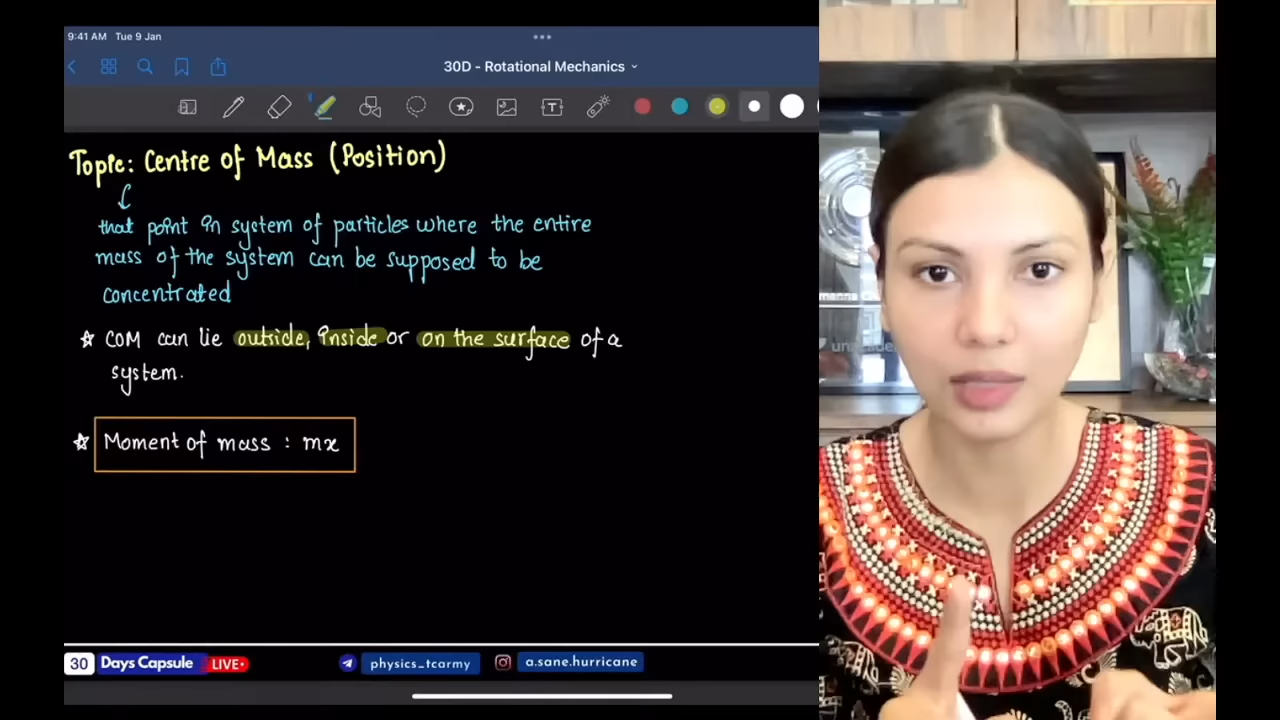 9:41 AM Tue 9 Jan
30D - Rotational Mechanics
Topic: Centre of Mass (Position)
that point in system of particles where the entire
mass of the system can be supposed to be
concentrated
☆ COM can lie outside, inside or on the surface of a
system.
☆ Moment of mass : mx
30 Days Capsule LIVE
physics_tcarmy
a.sane.hurricane